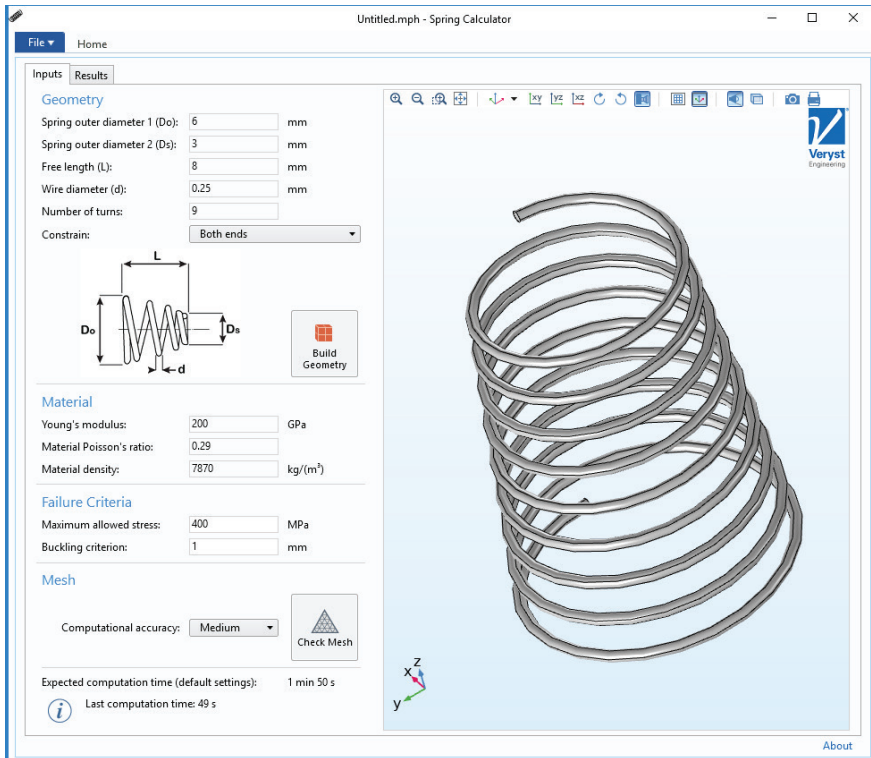 Untitled.mph - Spring Calculator
File Home
Inputs Results
Geometry
Spring outer diameter 1 (Do): 6 mm
Spring outer diameter 2 (Ds): 3 mm
Free length (L): 8 mm
Wire diameter (d): 0.25 mm
Number of turns: 9
Constrain: Both ends
L
Do
Ds
d
Build
Geometry
Material
Young's modulus: 200 GPa
Material Poisson's ratio: 0.29
Material density: 7870 kg/(m³)
Failure Criteria
Maximum allowed stress: 400 MPa
Buckling criterion: 1 mm
Mesh
Computational accuracy: Medium
Check Mesh
Expected computation time (default settings): 1 min 50 s
i Last computation time: 49 s
xy yz xz
Veryst
Engineering
z
x
y
About